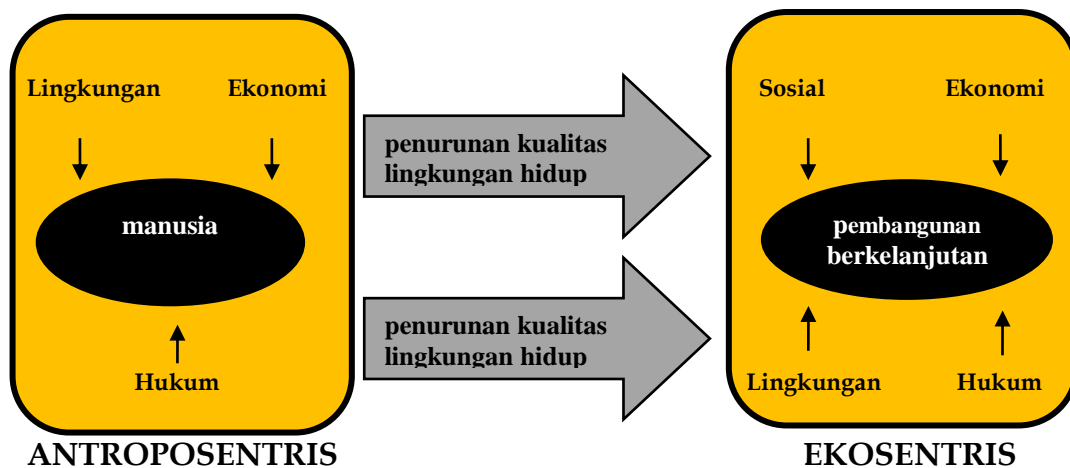 Lingkungan Ekonomi
manusia
Hukum
ANTROPOSENTRIS
penurunan kualitas
lingkungan hidup
penurunan kualitas
lingkungan hidup
Sosial Ekonomi
pembangunan
berkelanjutan
Lingkungan Hukum
EKOSENTRIS